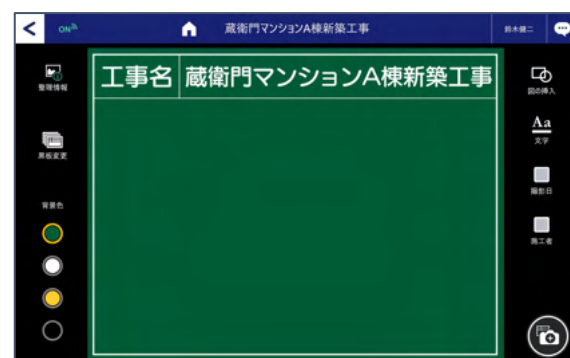 ON
蔵衛門マンションA棟新築工事
鈴木健二
整理情報
黒板変更
背景色
工事名 蔵衛門マンションA棟新築工事
図の挿入
Aa
文字
撮影日
施工者